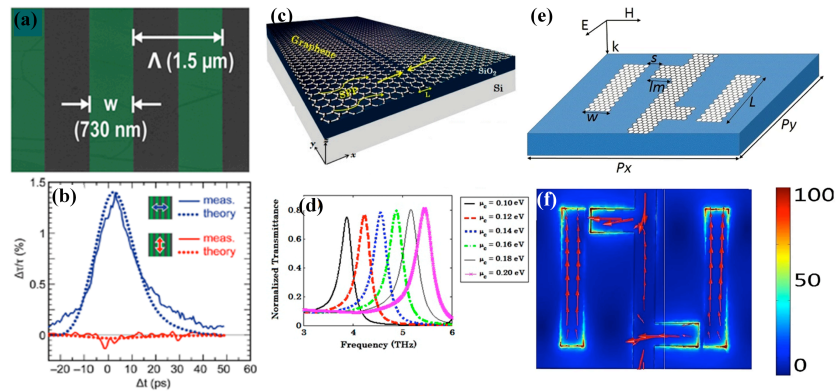 (a)
Λ (1.5 µm)
w
(730 nm)
(b)
1.5
1
0.5
0
Δτ/τ (%)
meas.
theory
meas.
theory
-25
-10
0
10
20
30
40
50
Δt (ps)
(c)
Graphene
SiO₂
Si
L
y
x
(d)
0.8
0.6
0.4
0.2
0
Normalized Transmittance
3
4
5
6
Frequency (THz)
μc = 0.10 eV
μc = 0.12 eV
μc = 0.14 eV
μc = 0.16 eV
μc = 0.18 eV
μc = 0.20 eV
(e)
E
H
k
s
lm
w
L
Px
Py
(f)
100
50
0